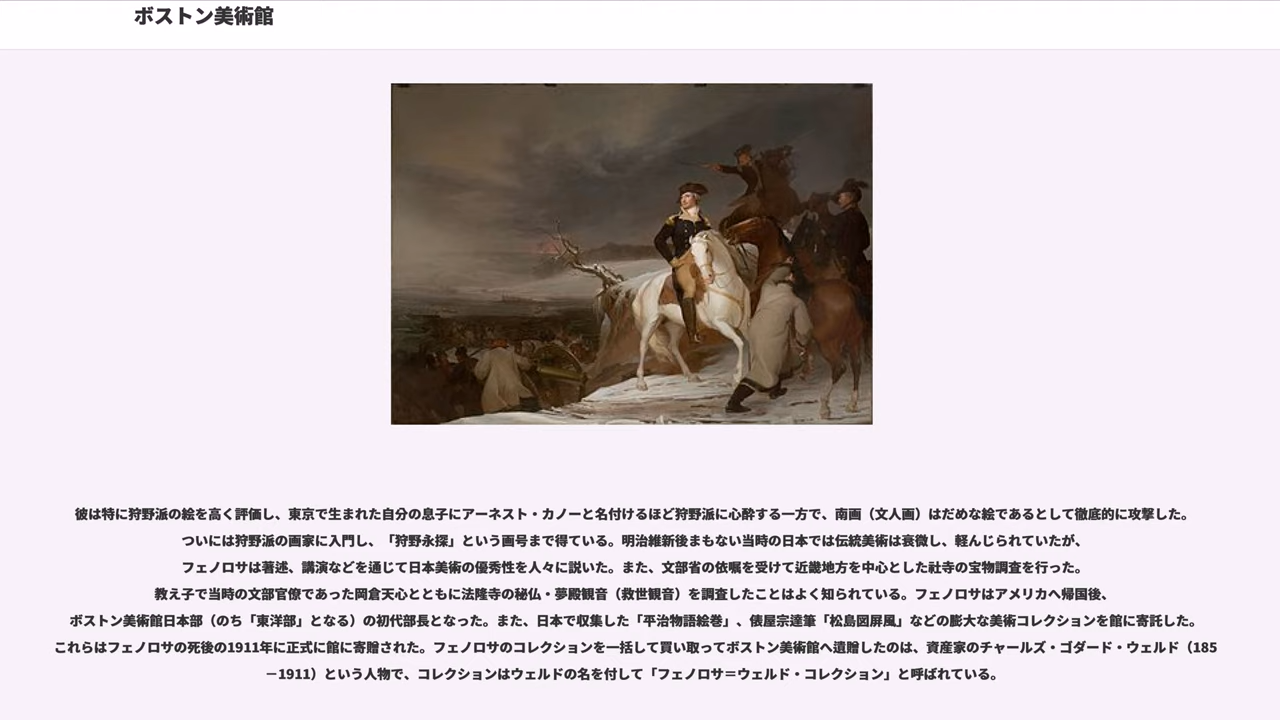 ボストン美術館
彼は特に狩野派の絵を高く評価し、東京で生まれた自分の息子にアーネスト・カノーと名付けるほど狩野派に心酔する一方で、南画（文人画）はだめな絵であるとして徹底的に攻撃した。
ついには狩野派の画家に入門し、「狩野永探」という画号まで得ている。明治維新後まもない当時の日本では伝統美術は衰微し、軽んじられていたが、
フェノロサは著述、講演などを通じて日本美術の優秀性を人々に説いた。また、文部省の依嘱を受けて近畿地方を中心とした社寺の宝物調査を行った。
教え子で当時の文部官僚であった岡倉天心とともに法隆寺の秘仏・夢殿観音（救世観音）を調査したことはよく知られている。フェノロサはアメリカへ帰国後、
ボストン美術館日本部（のち「東洋部」となる）の初代部長となった。また、日本で収集した「平治物語絵巻」、俵屋宗達筆「松島図屏風」などの膨大な美術コレクションを館に寄託した。
これらはフェノロサの死後の1911年に正式に館に寄贈された。フェノロサのコレクションを一括して買い取ってボストン美術館へ遺贈したのは、資産家のチャールズ・ゴダード・ウェルド（185
－1911）という人物で、コレクションはウェルドの名を付して「フェノロサ＝ウェルド・コレクション」と呼ばれている。